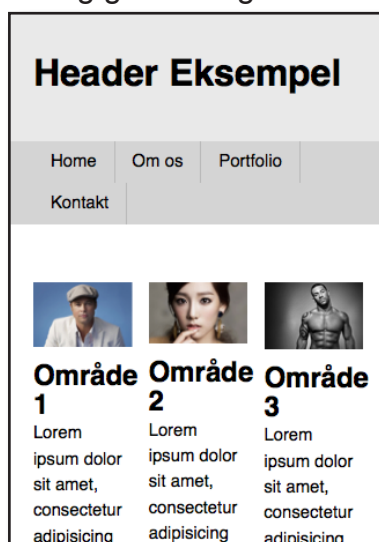 Header Eksempel
Home Om os Portfolio
Kontakt
Område
1
Lorem
ipsum dolor
sit amet,
consectetur
adipisicing
Område
2
Lorem
ipsum dolor
sit amet,
consectetur
adipisicing
Område
3
Lorem
ipsum dolor
sit amet,
consectetur
adipisicing